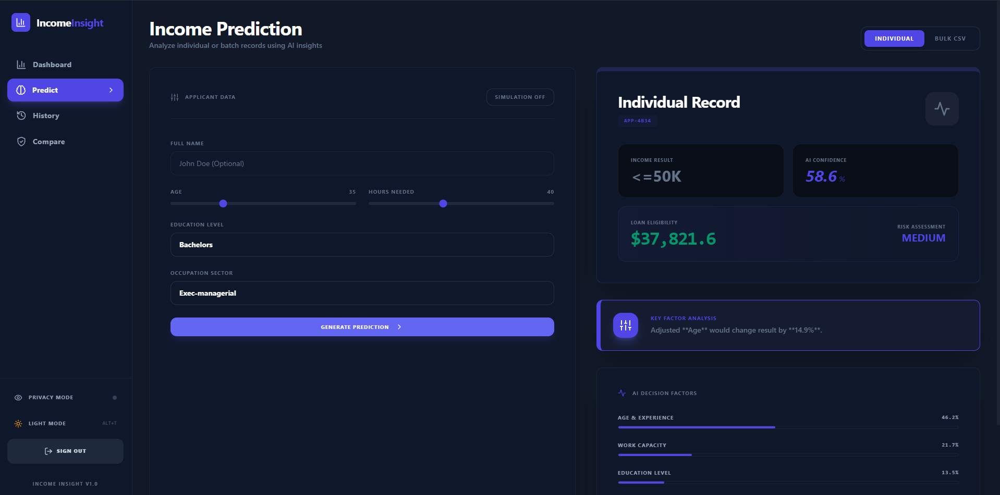 IncomeInsight
Dashboard
Predict
History
Compare
PRIVACY MODE
LIGHT MODE ALT+T
SIGN OUT
INCOME INSIGHT V1.0
Income Prediction
Analyze individual or batch records using AI insights
INDIVIDUAL BULK CSV
APPLICANT DATA SIMULATION OFF
FULL NAME
John Doe (Optional)
AGE 35 HOURS NEEDED 40
EDUCATION LEVEL
Bachelors
OCCUPATION SECTOR
Exec-managerial
GENERATE PREDICTION
Individual Record
APP-4834
INCOME RESULT
<=50K
AI CONFIDENCE
58.6 %
LOAN ELIGIBILITY
$37,821.6
RISK ASSESSMENT
MEDIUM
KEY FACTOR ANALYSIS
Adjusted **Age** would change result by **14.9%**.
AI DECISION FACTORS
AGE & EXPERIENCE 46.2%
WORK CAPACITY 21.7%
EDUCATION LEVEL 13.5%